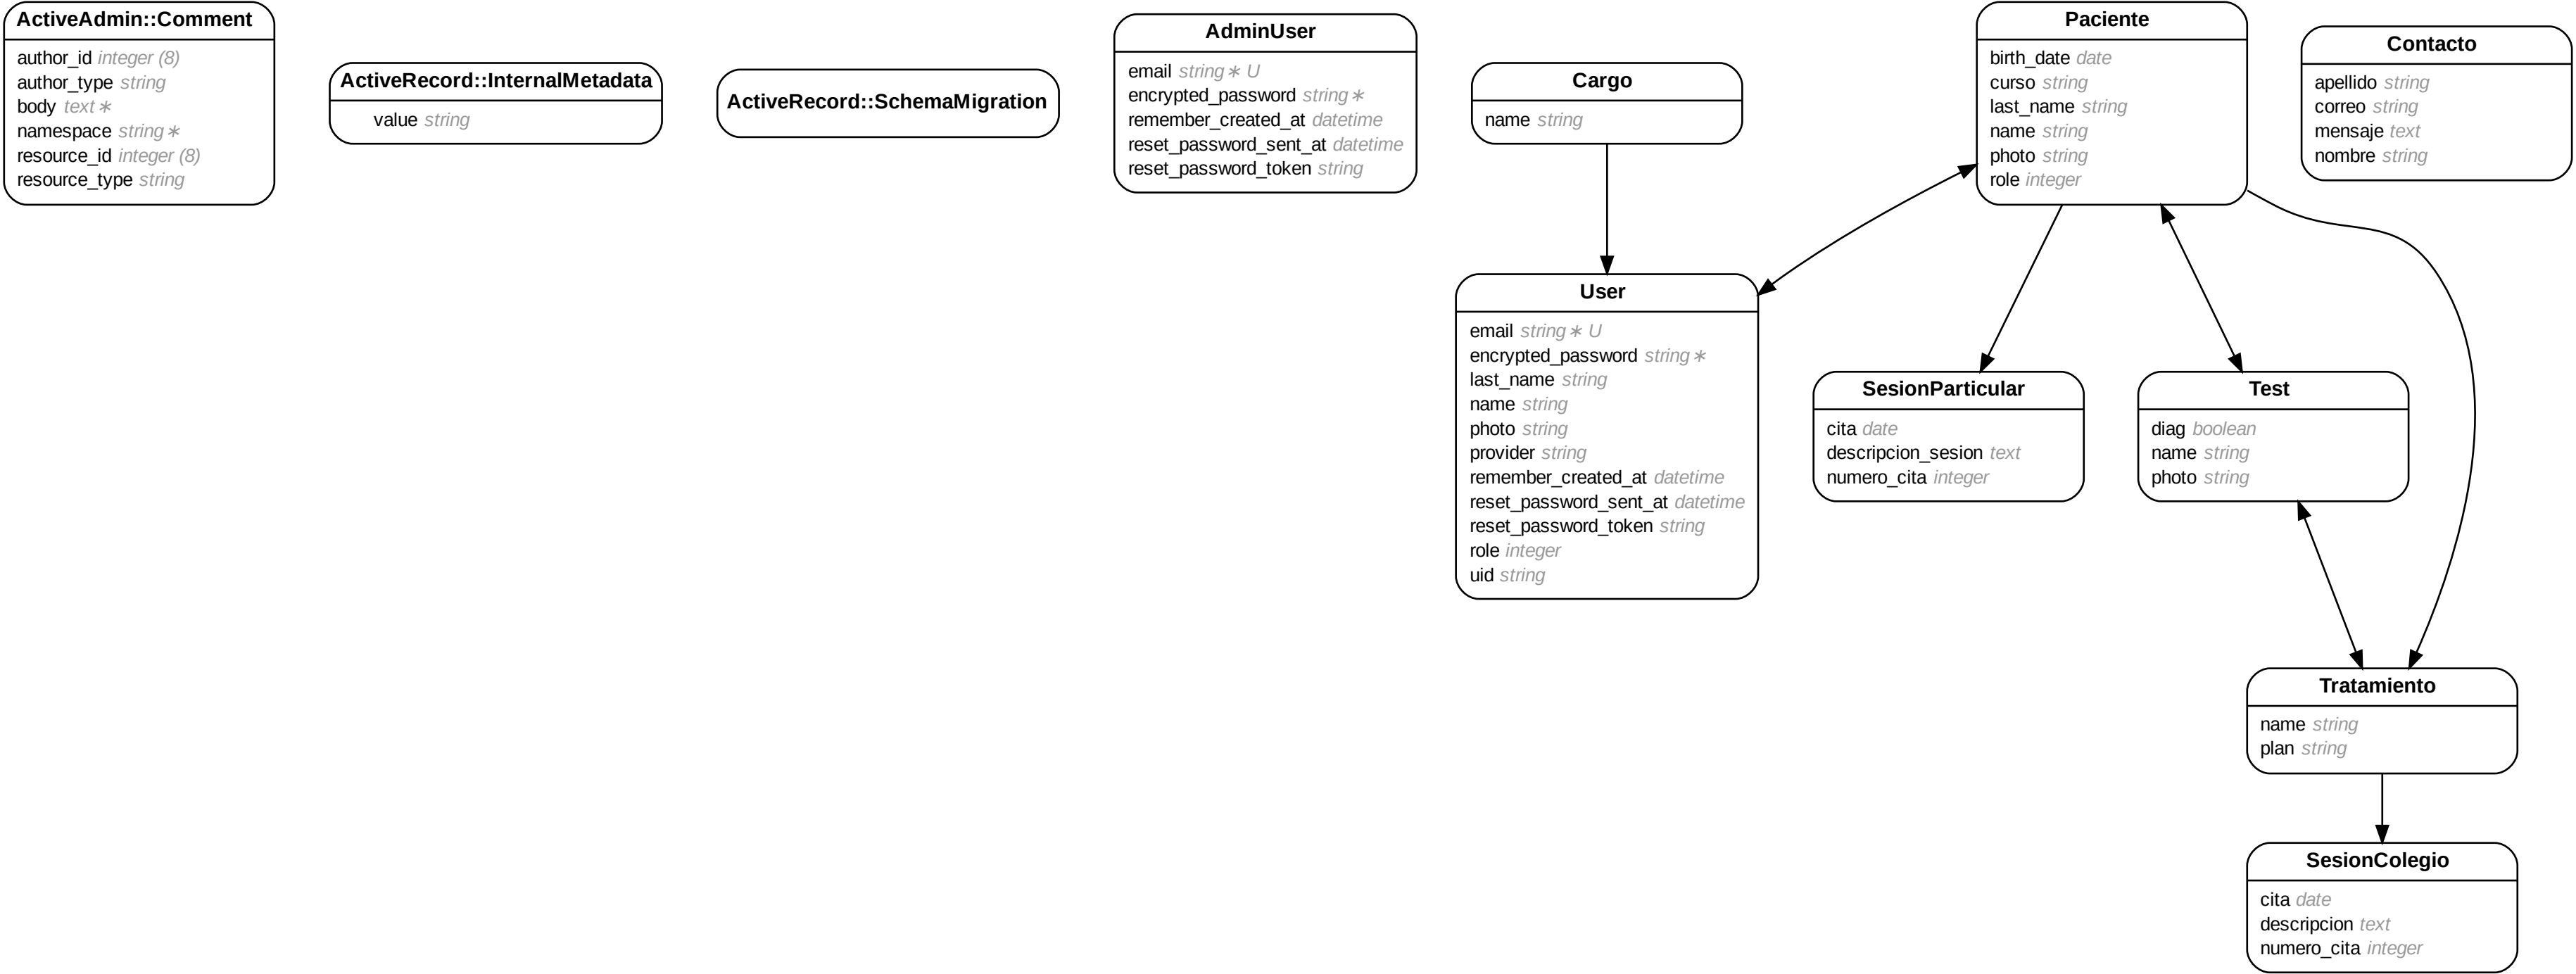 ActiveAdmin::Comment
author_id integer (8)
author_type string
body text ∗
namespace string ∗
resource_id integer (8)
resource_type string
ActiveRecord::InternalMetadata
value string
ActiveRecord::SchemaMigration
AdminUser
email string ∗ U
encrypted_password string ∗
remember_created_at datetime
reset_password_sent_at datetime
reset_password_token string
Cargo
name string
Paciente
birth_date date
curso string
last_name string
name string
photo string
role integer
Contacto
apellido string
correo string
mensaje text
nombre string
User
email string ∗ U
encrypted_password string ∗
last_name string
name string
photo string
provider string
remember_created_at datetime
reset_password_sent_at datetime
reset_password_token string
role integer
uid string
SesionParticular
cita date
descripcion_sesion text
numero_cita integer
Test
diag boolean
name string
photo string
Tratamiento
name string
plan string
SesionColegio
cita date
descripcion text
numero_cita integer